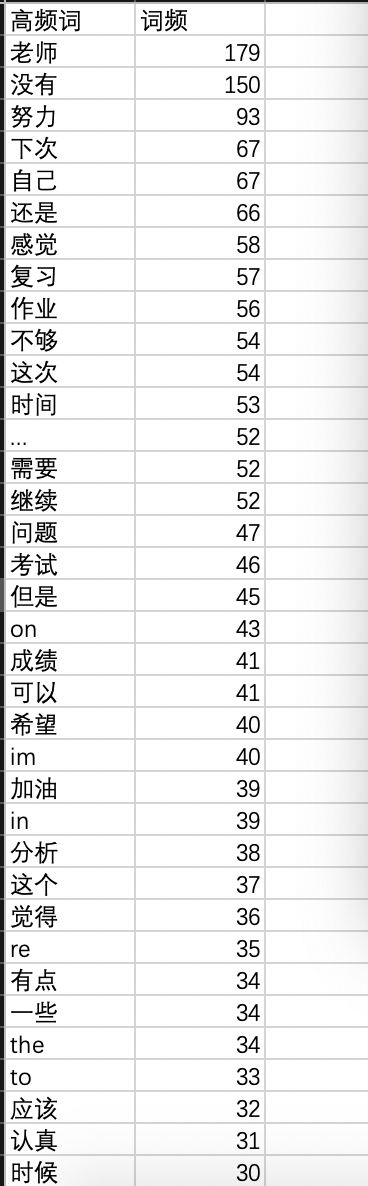 高频词 词频
老师 179
没有 150
努力 93
下次 67
自己 67
还是 66
感觉 58
复习 57
作业 56
不够 54
这次 54
时间 53
... 52
需要 52
继续 52
问题 47
考试 46
但是 45
on 43
成绩 41
可以 41
希望 40
im 40
加油 39
in 39
分析 38
这个 37
觉得 36
re 35
有点 34
一些 34
the 34
to 33
应该 32
认真 31
时候 30